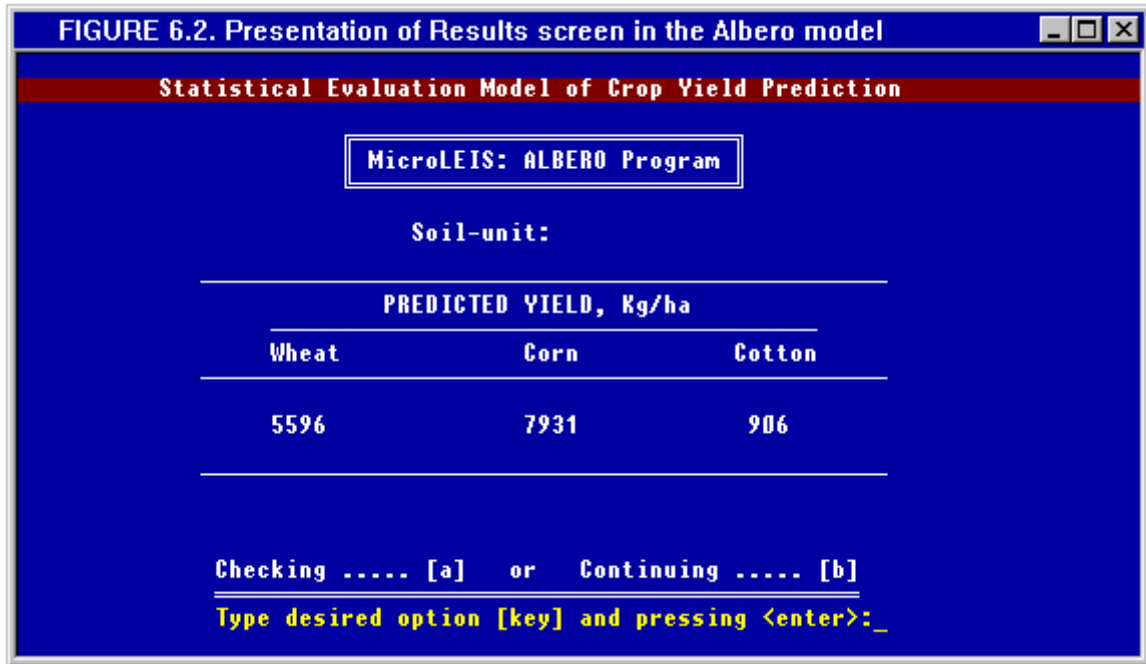 FIGURE 6.2. Presentation of Results screen in the Albero model
Statistical Evaluation Model of Crop Yield Prediction
MicroLEIS: ALBERO Program
Soil-unit:
PREDICTED YIELD, Kg/ha
Wheat Corn Cotton
5596 7931 906
Checking ..... [a] or Continuing ..... [b]
Type desired option [key] and pressing <enter>:_